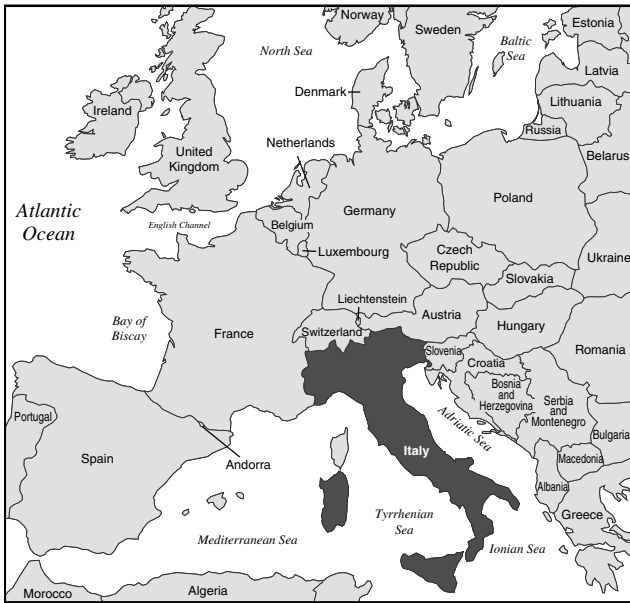 Norway
Sweden
Estonia
North Sea
Baltic
Sea
Latvia
Denmark
Lithuania
Ireland
Russia
Netherlands
United
Kingdom
Belarus
Poland
Atlantic
Ocean
Germany
English Channel
Belgium
Luxembourg
Czech
Republic
Ukraine
Slovakia
Liechtenstein
Bay of
Biscay
France
Switzerland
Austria
Hungary
Slovenia
Romania
Croatia
Bosnia
and
Herzegovina
Serbia
and
Montenegro
Portugal
Adriatic Sea
Bulgaria
Spain
Andorra
Italy
Macedonia
Albania
Tyrrhenian
Sea
Greece
Mediterranean Sea
Ionian Sea
Morocco
Algeria